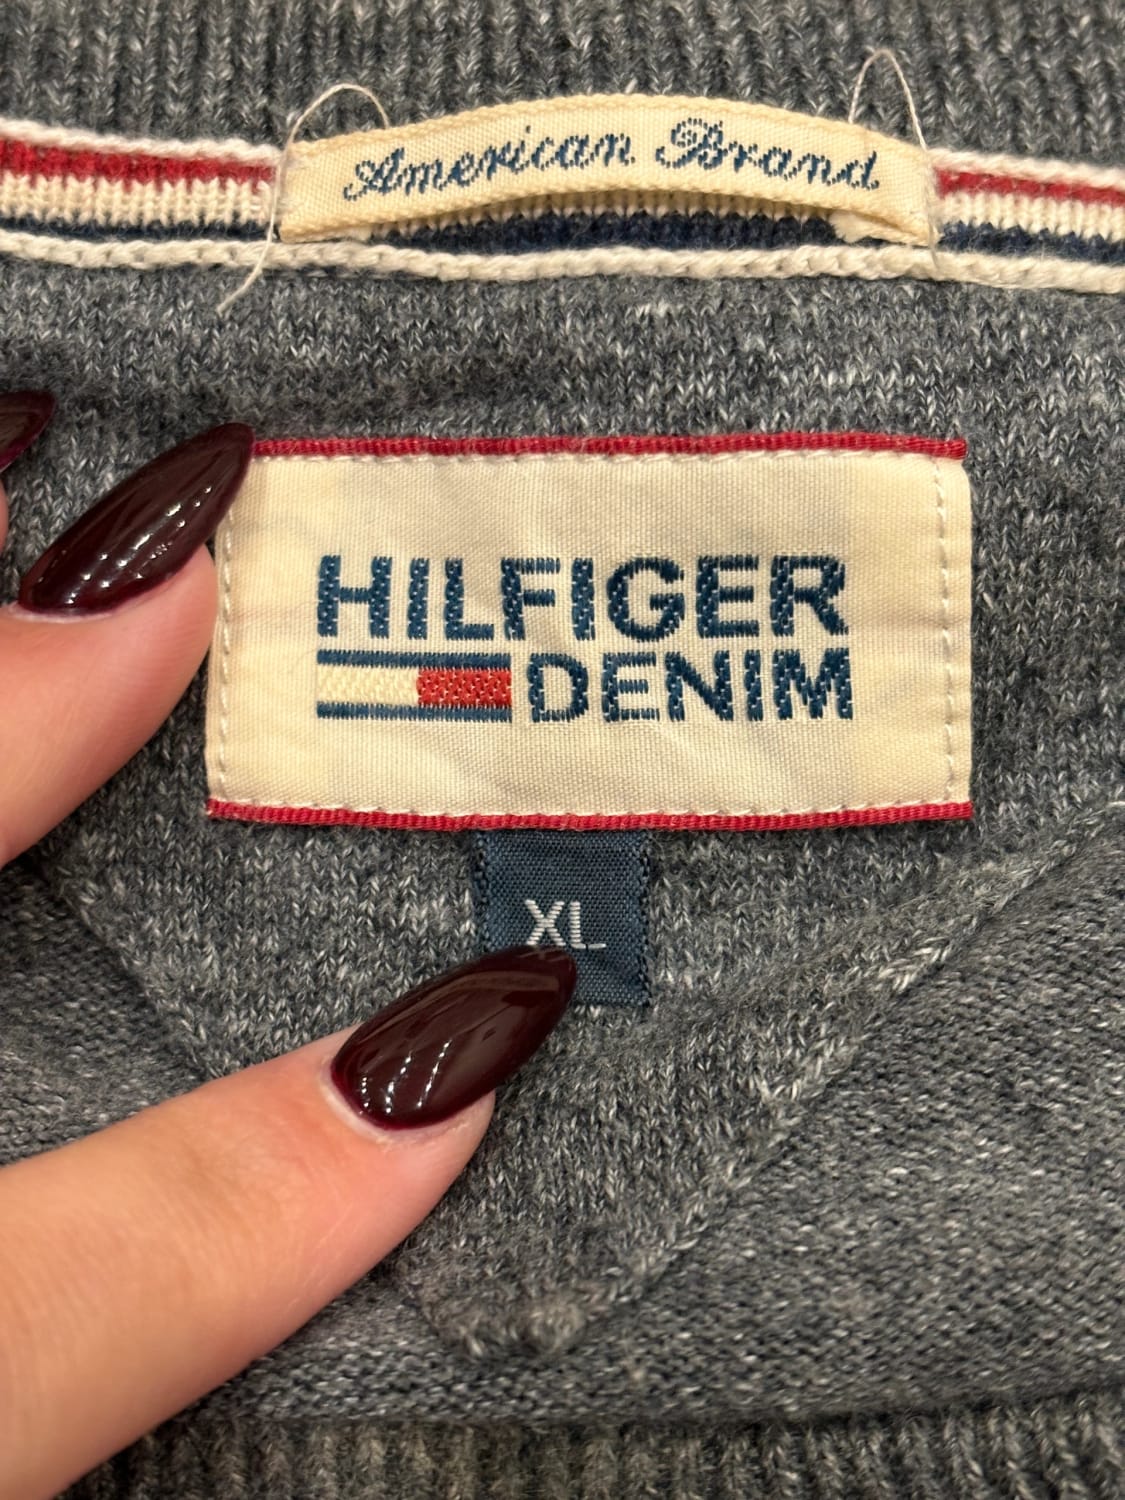 American Brand
HILFIGER
DENIM
XL